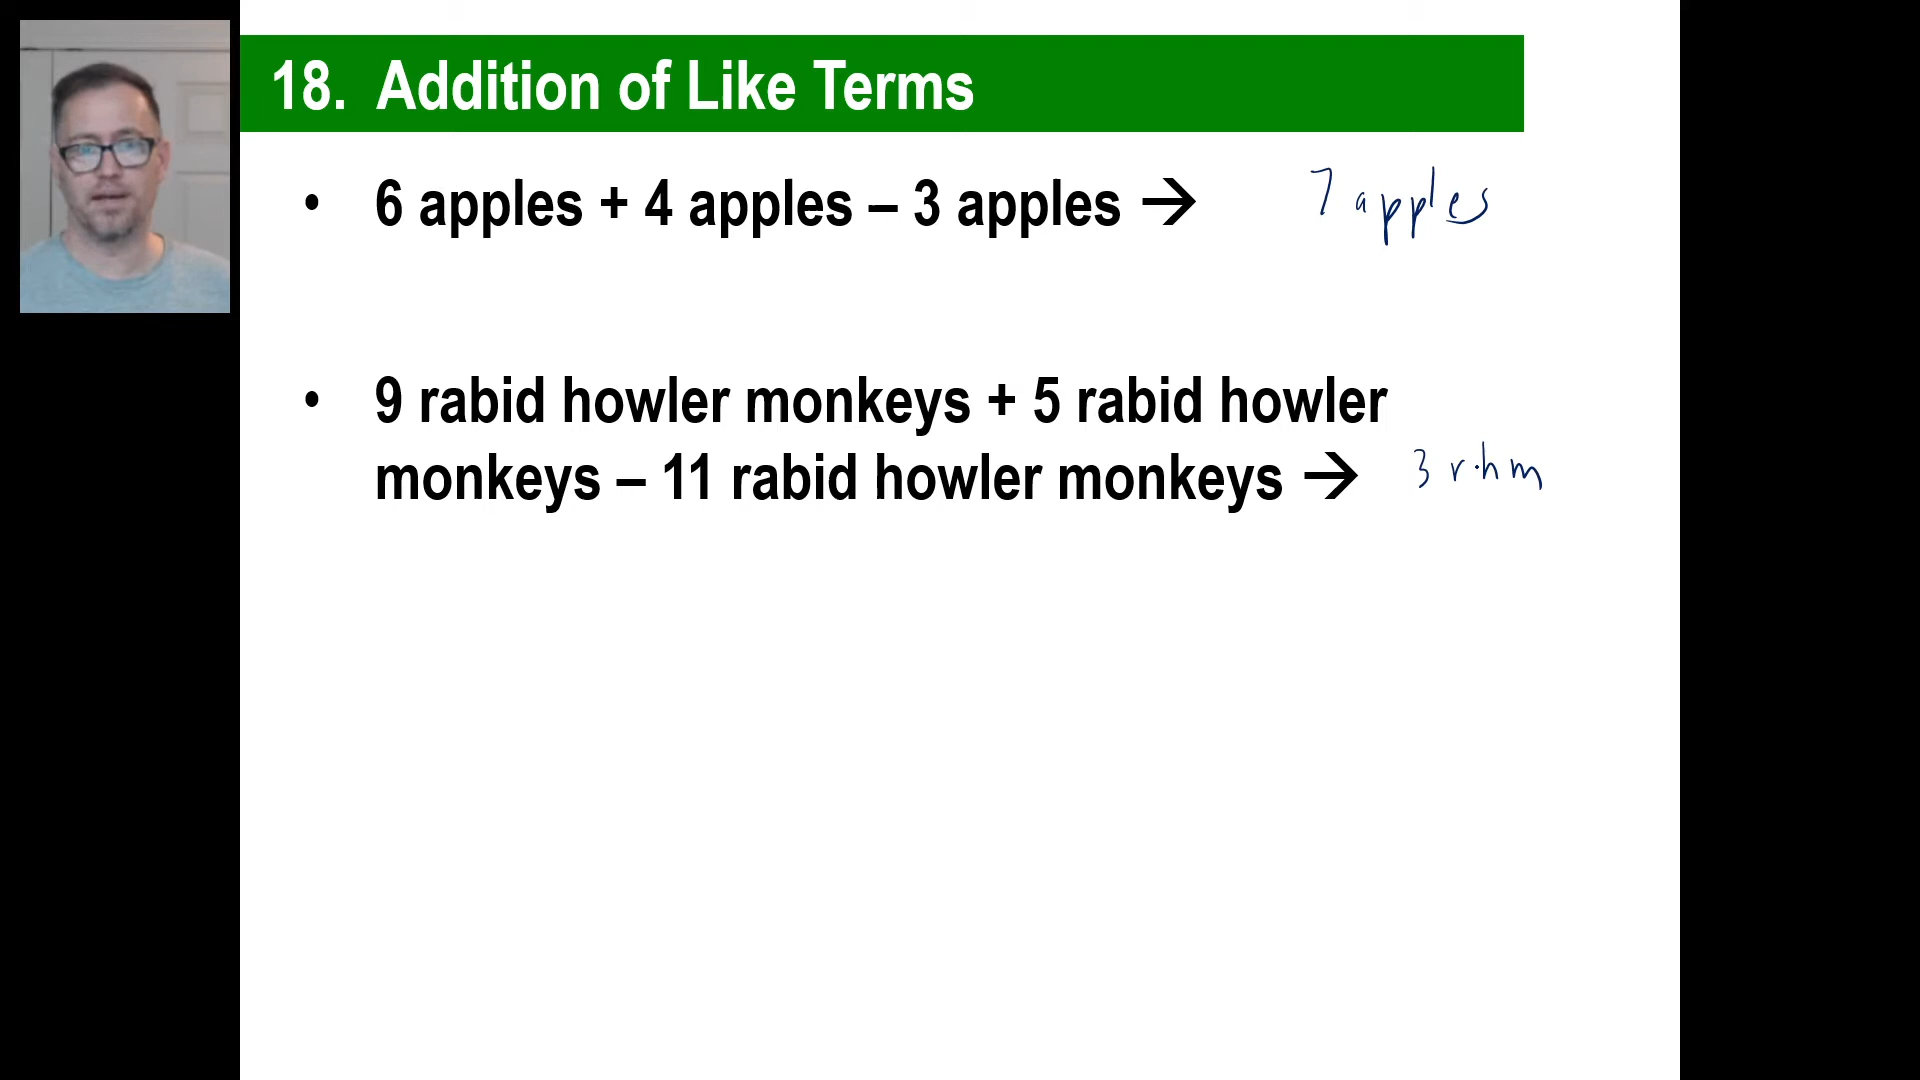 18. Addition of Like Terms
• 6 apples + 4 apples – 3 apples → 7 apples
• 9 rabid howler monkeys + 5 rabid howler
monkeys – 11 rabid howler monkeys → 3 r·hm